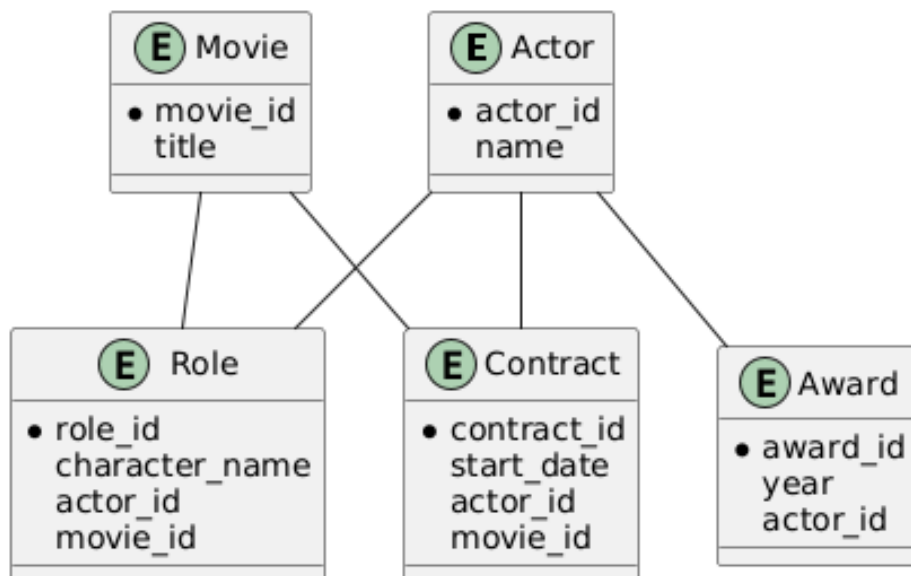 E Movie
* movie_id
title
E Actor
* actor_id
name
E Role
* role_id
character_name
actor_id
movie_id
E Contract
* contract_id
start_date
actor_id
movie_id
E Award
* award_id
year
actor_id